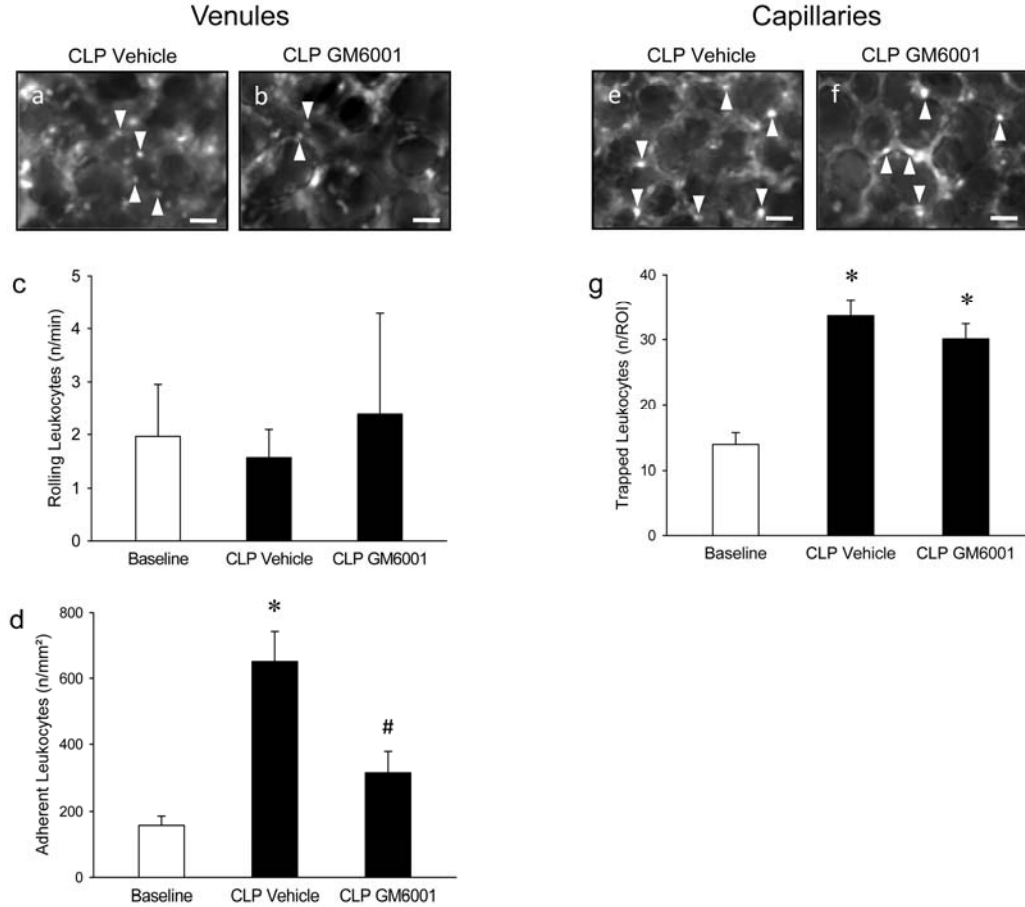 Venules
CLP Vehicle
CLP GM6001
a
b
c
Rolling Leukocytes (n/min)
5
4
3
2
1
0
Baseline
CLP Vehicle
CLP GM6001
d
Adherent Leukocytes (n/mm²)
800
600
400
200
0
*
#
Baseline
CLP Vehicle
CLP GM6001
Capillaries
CLP Vehicle
CLP GM6001
e
f
g
Trapped Leukocytes (n/ROI)
40
30
20
10
0
*
*
Baseline
CLP Vehicle
CLP GM6001